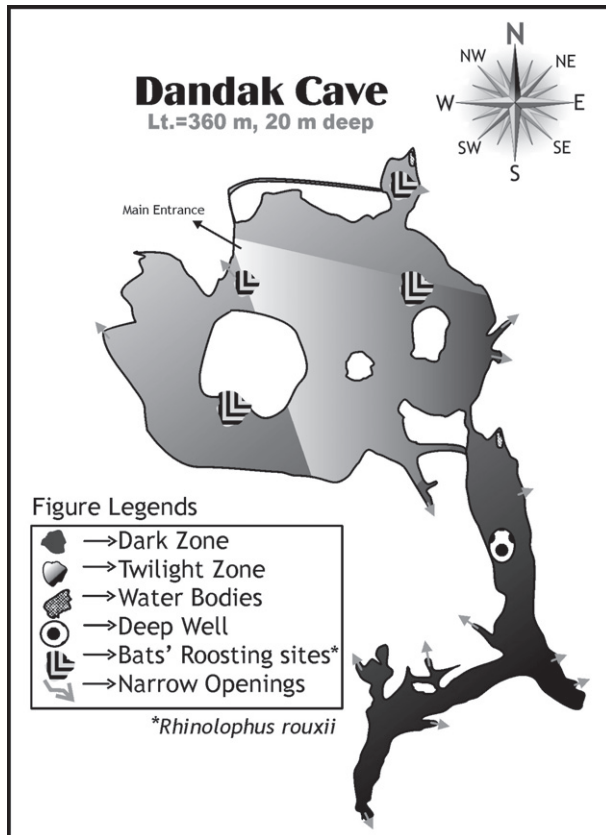 Dandak Cave
Lt.=360 m, 20 m deep
N
NW
NE
W
E
SW
SE
S
Main Entrance
Figure Legends
Dark Zone
Twilight Zone
Water Bodies
Deep Well
Bats' Roosting sites*
Narrow Openings
*Rhinolophus rouxii